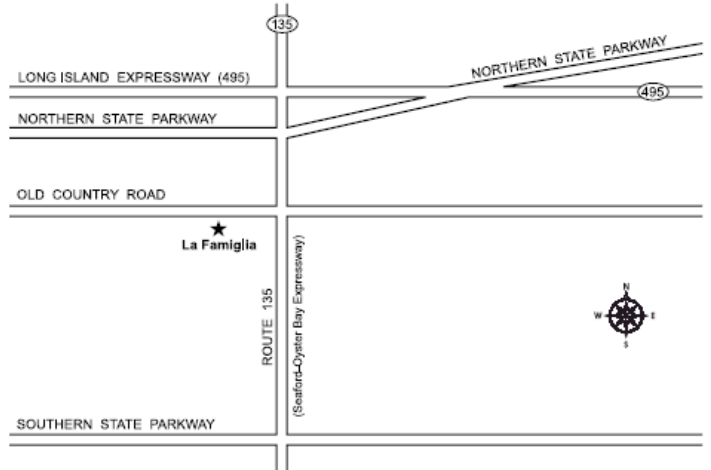 135
NORTHERN STATE PARKWAY
LONG ISLAND EXPRESSWAY (495)
495
NORTHERN STATE PARKWAY
OLD COUNTRY ROAD
La Famiglia
ROUTE 135
(Seaford–Oyster Bay Expressway)
N
W E
S
SOUTHERN STATE PARKWAY